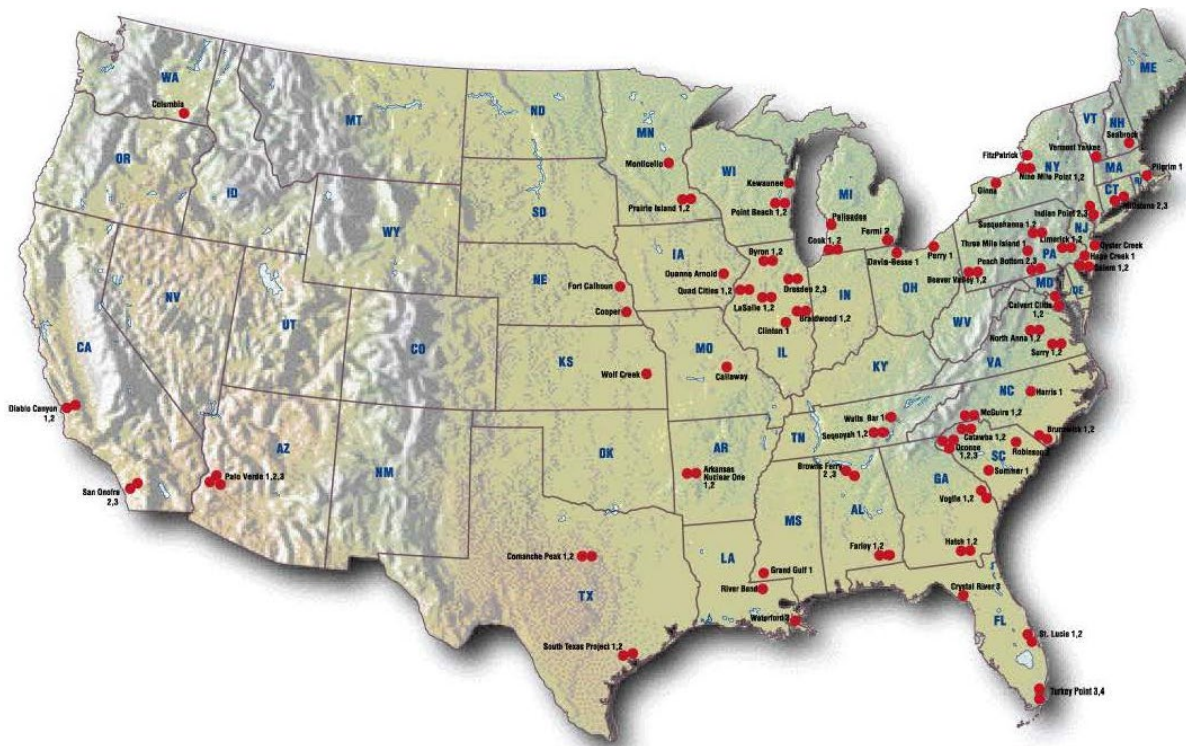 WA
Columbia
OR
ID
MT
ND
MN
Monticello
Prairie Island 1,2
SD
WY
NV
UT
CA
CO
NE
Fort Calhoun
Cooper
KS
Wolf Creek
IA
Duanne Arnold
Quad Cities 1,2
WI
Kewaunee
Point Beach 1,2
Byron 1,2
Dresden 2,3
LaSalle 1,2
Braidwood 1,2
Clinton 1
IL
MI
Palisades
Cook 1,2
Fermi 2
Davis-Besse 1
Perry 1
IN
OH
Beaver Valley 1,2
PA
Susquehanna 1,2
Three Mile Island 1
Limerick 1,2
Peach Bottom 2,3
NY
FitzPatrick
Nine Mile Point 1,2
Ginna
Indian Point 2,3
ME
VT
NH
Seabrook
Vermont Yankee
MA
Pilgrim 1
RI
CT
Millstone 2,3
NJ
Oyster Creek
Hope Creek 1
Salem 1,2
MD
DE
Calvert Cliffs
1,2
WV
VA
North Anna 1,2
Surry 1,2
KY
MO
Callaway
Diablo Canyon
1,2
San Onofre
2,3
AZ
Palo Verde 1,2,3
NM
OK
AR
Arkansas
Nuclear One
1,2
TN
Watts Bar 1
Sequoyah 1,2
Browns Ferry
2,3
NC
Harris 1
McGuire 1,2
Catawba 1,2
Oconee
1,2,3
Brunswick 1,2
Robinson 2
SC
Summer 1
GA
Vogtle 1,2
Hatch 1,2
AL
Farley 1,2
MS
Grand Gulf 1
LA
River Bend
Waterford 3
TX
Comanche Peak 1,2
South Texas Project 1,2
FL
Crystal River 3
St. Lucie 1,2
Turkey Point 3,4